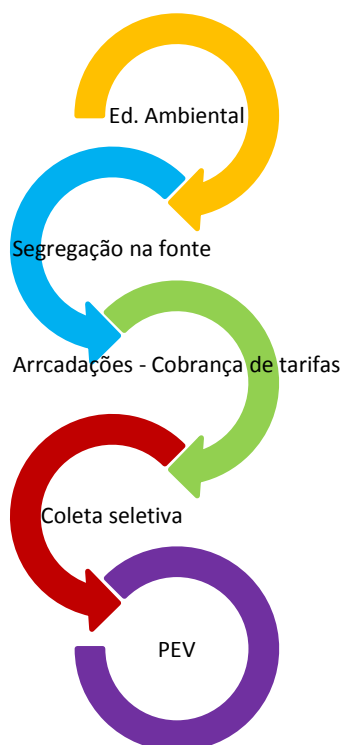 Ed. Ambiental
Segregação na fonte
Arrcadações - Cobrança de tarifas
Coleta seletiva
PEV